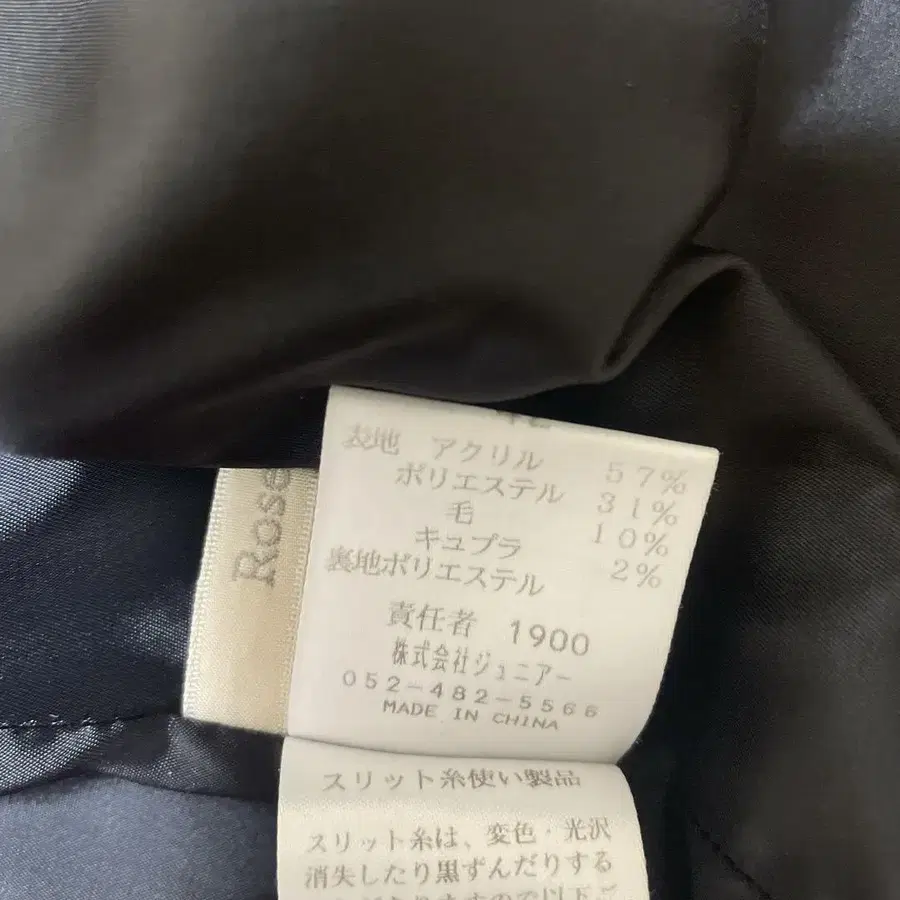 表地 アクリル 57%
ポリエステル 31%
毛 10%
キュプラ 2%
裏地ポリエステル
責任者 1900
株式会社ジュニアー
052-482-5566
MADE IN CHINA
Rose
スリット糸使い製品
スリット糸は、変色・光沢
消失したり黒ずんだりする